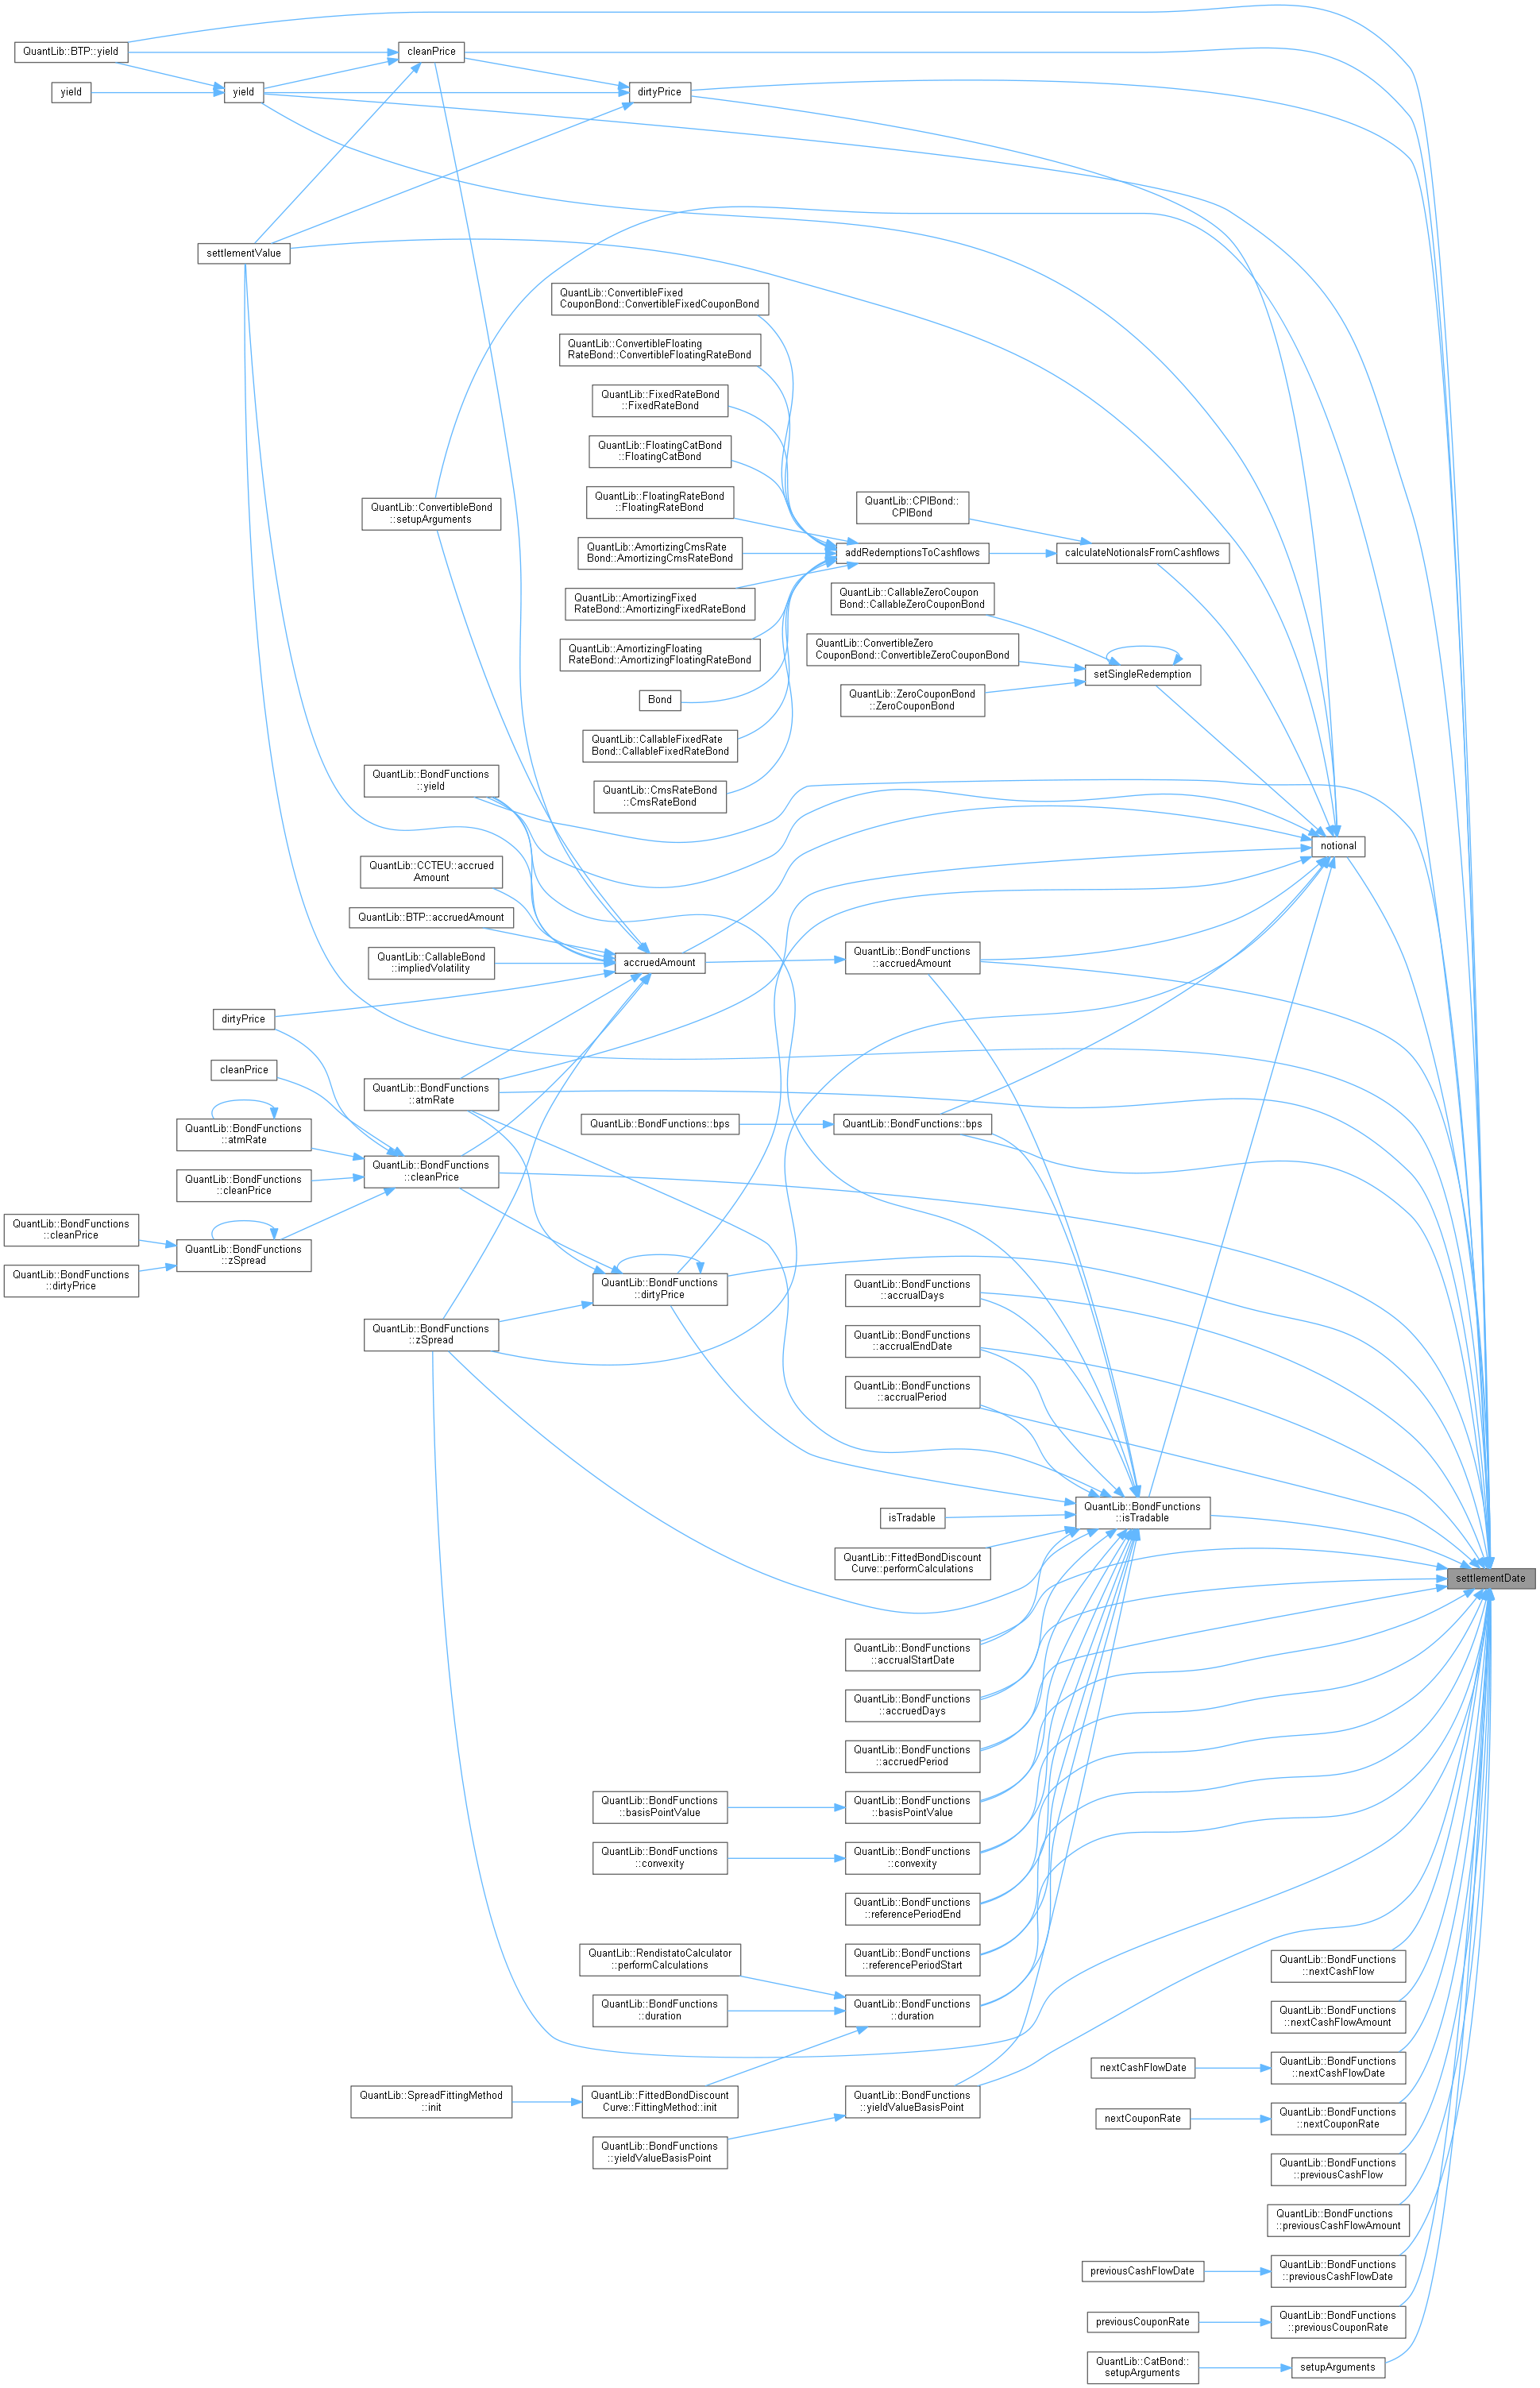 QuantLib::BTP::yield
cleanPrice
yield
yield
dirtyPrice
settlementValue
QuantLib::ConvertibleFixed
CouponBond::ConvertibleFixedCouponBond
QuantLib::ConvertibleFloating
RateBond::ConvertibleFloatingRateBond
QuantLib::FixedRateBond
::FixedRateBond
QuantLib::FloatingCatBond
::FloatingCatBond
QuantLib::ConvertibleBond
::setupArguments
QuantLib::FloatingRateBond
::FloatingRateBond
QuantLib::CPIBond::
CPIBond
QuantLib::AmortizingCmsRate
Bond::AmortizingCmsRateBond
addRedemptionsToCashflows
calculateNotionalsFromCashflows
QuantLib::AmortizingFixed
RateBond::AmortizingFixedRateBond
QuantLib::CallableZeroCoupon
Bond::CallableZeroCouponBond
QuantLib::AmortizingFloating
RateBond::AmortizingFloatingRateBond
QuantLib::ConvertibleZero
CouponBond::ConvertibleZeroCouponBond
setSingleRedemption
Bond
QuantLib::ZeroCouponBond
::ZeroCouponBond
QuantLib::CallableFixedRate
Bond::CallableFixedRateBond
QuantLib::BondFunctions
::yield
QuantLib::CmsRateBond
::CmsRateBond
notional
QuantLib::CCTEU::accrued
Amount
QuantLib::BTP::accruedAmount
QuantLib::CallableBond
::impliedVolatility
accruedAmount
QuantLib::BondFunctions
::accruedAmount
dirtyPrice
cleanPrice
QuantLib::BondFunctions
::atmRate
QuantLib::BondFunctions
::atmRate
QuantLib::BondFunctions::bps
QuantLib::BondFunctions::bps
QuantLib::BondFunctions
::cleanPrice
QuantLib::BondFunctions
::cleanPrice
QuantLib::BondFunctions
::cleanPrice
QuantLib::BondFunctions
::zSpread
QuantLib::BondFunctions
::dirtyPrice
QuantLib::BondFunctions
::dirtyPrice
QuantLib::BondFunctions
::accrualDays
QuantLib::BondFunctions
::zSpread
QuantLib::BondFunctions
::accrualEndDate
QuantLib::BondFunctions
::accrualPeriod
QuantLib::BondFunctions
::isTradable
isTradable
QuantLib::FittedBondDiscount
Curve::performCalculations
settlementDate
QuantLib::BondFunctions
::accrualStartDate
QuantLib::BondFunctions
::accruedDays
QuantLib::BondFunctions
::accruedPeriod
QuantLib::BondFunctions
::basisPointValue
QuantLib::BondFunctions
::basisPointValue
QuantLib::BondFunctions
::convexity
QuantLib::BondFunctions
::convexity
QuantLib::BondFunctions
::referencePeriodEnd
QuantLib::RendistatoCalculator
::performCalculations
QuantLib::BondFunctions
::referencePeriodStart
QuantLib::BondFunctions
::nextCashFlow
QuantLib::BondFunctions
::duration
QuantLib::BondFunctions
::duration
QuantLib::BondFunctions
::nextCashFlowAmount
nextCashFlowDate
QuantLib::BondFunctions
::nextCashFlowDate
QuantLib::SpreadFittingMethod
::init
QuantLib::FittedBondDiscount
Curve::FittingMethod::init
QuantLib::BondFunctions
::yieldValueBasisPoint
nextCouponRate
QuantLib::BondFunctions
::nextCouponRate
QuantLib::BondFunctions
::yieldValueBasisPoint
QuantLib::BondFunctions
::previousCashFlow
QuantLib::BondFunctions
::previousCashFlowAmount
previousCashFlowDate
QuantLib::BondFunctions
::previousCashFlowDate
previousCouponRate
QuantLib::BondFunctions
::previousCouponRate
QuantLib::CatBond::
setupArguments
setupArguments